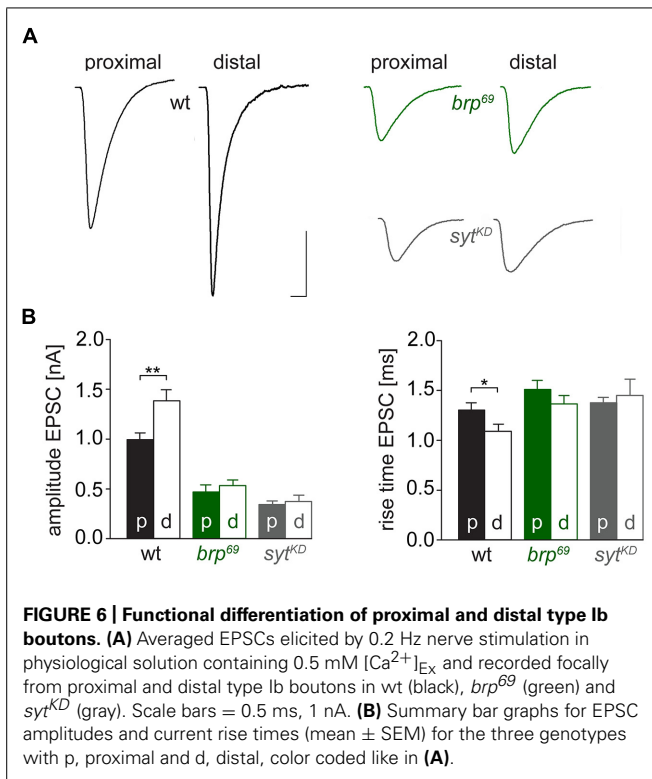 A
proximal distal proximal distal
wt brp⁶⁹
sytᴷᴰ
B
amplitude EPSC [nA]
2.0
1.5
1.0
0.5
0.0
**
p d p d p d
wt brp⁶⁹ sytᴷᴰ
rise time EPSC [ms]
2.0
1.5
1.0
0.5
0.0
*
p d p d p d
wt brp⁶⁹ sytᴷᴰ
FIGURE 6 | Functional differentiation of proximal and distal type Ib
boutons. (A) Averaged EPSCs elicited by 0.2 Hz nerve stimulation in
physiological solution containing 0.5 mM [Ca²⁺]Ex and recorded focally
from proximal and distal type Ib boutons in wt (black), brp⁶⁹ (green) and
sytᴷᴰ (gray). Scale bars = 0.5 ms, 1 nA. (B) Summary bar graphs for EPSC
amplitudes and current rise times (mean ± SEM) for the three genotypes
with p, proximal and d, distal, color coded like in (A).